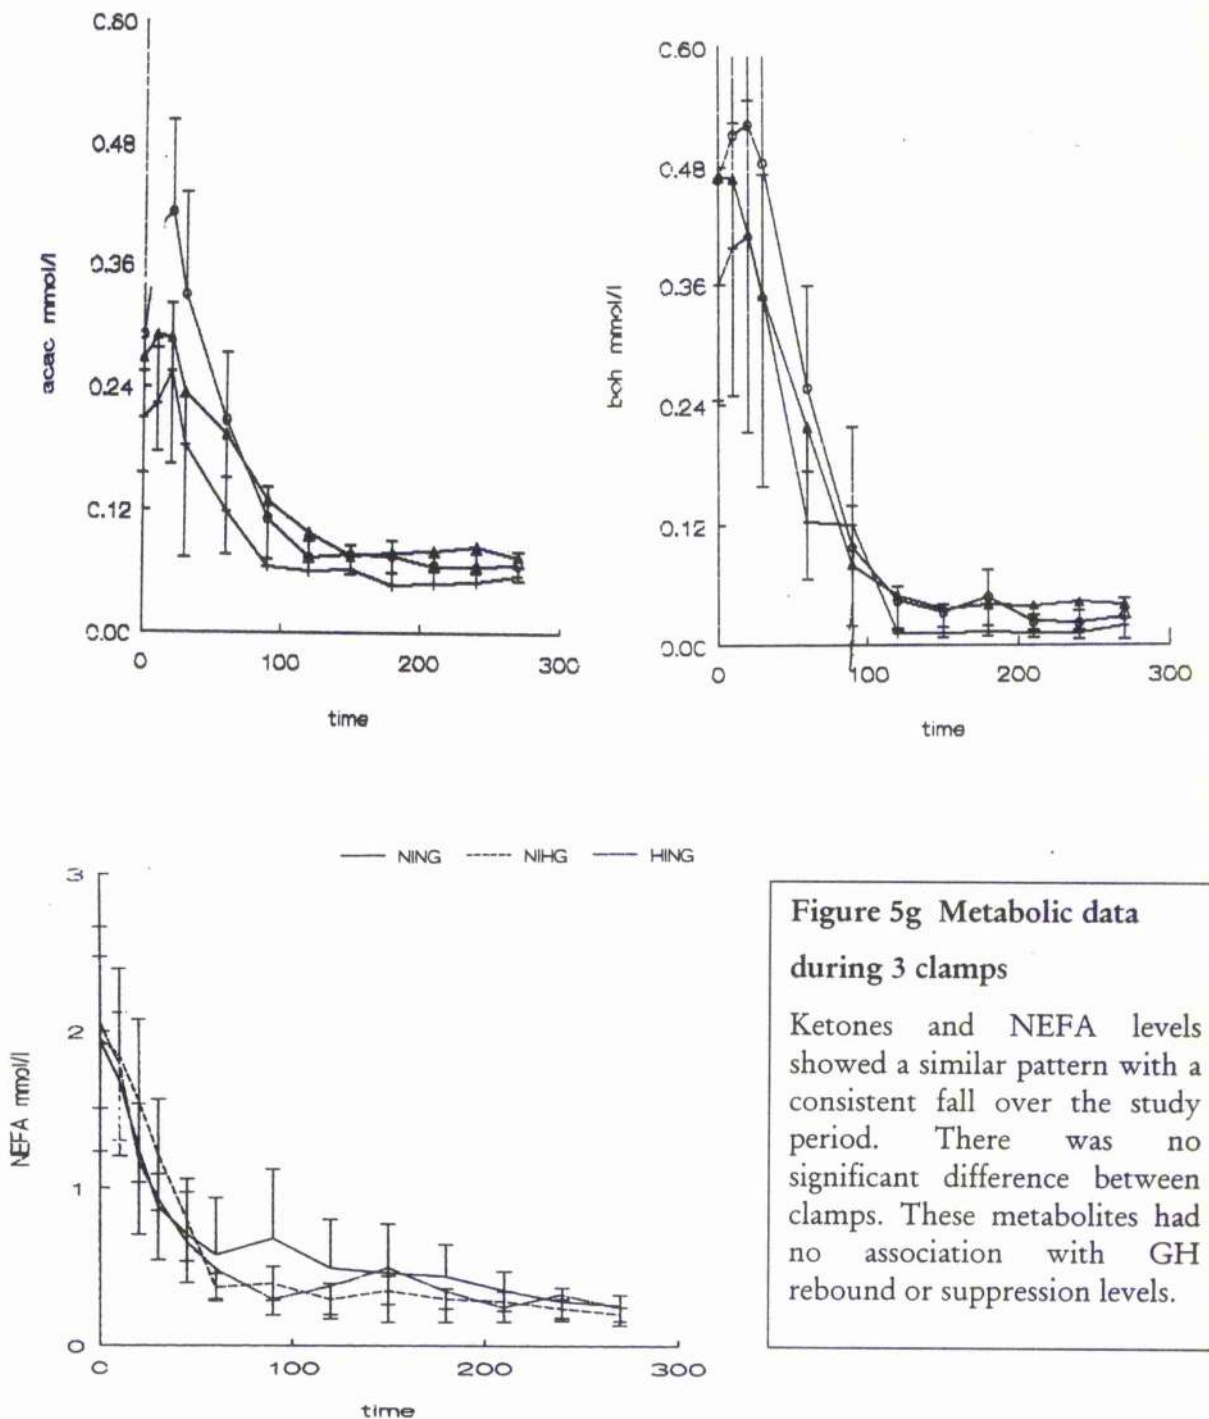 0.60
0.48
0.36
0.24
0.12
0.00
acac mmol/l
0 100 200 300
time
0.60
0.48
0.36
0.24
0.12
0.00
boh mmol/l
0 100 200 300
time
NING NIHG HING
3
2
1
0
NEFA mmol/l
0 100 200 300
time
Figure 5g Metabolic data
during 3 clamps
Ketones and NEFA levels
showed a similar pattern with a
consistent fall over the study
period. There was no
significant difference between
clamps. These metabolites had
no association with GH
rebound or suppression levels.